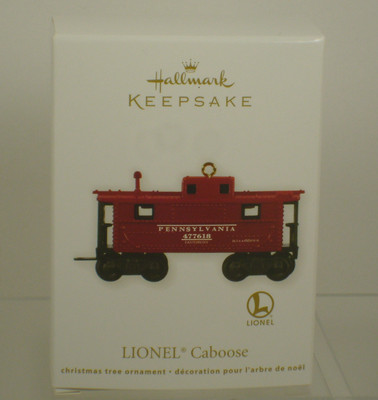 Hallmark
KEEPSAKE
PENNSYLVANIA
477618
L
LIONEL
LIONEL® Caboose
christmas tree ornament • décoration pour l'arbre de noël